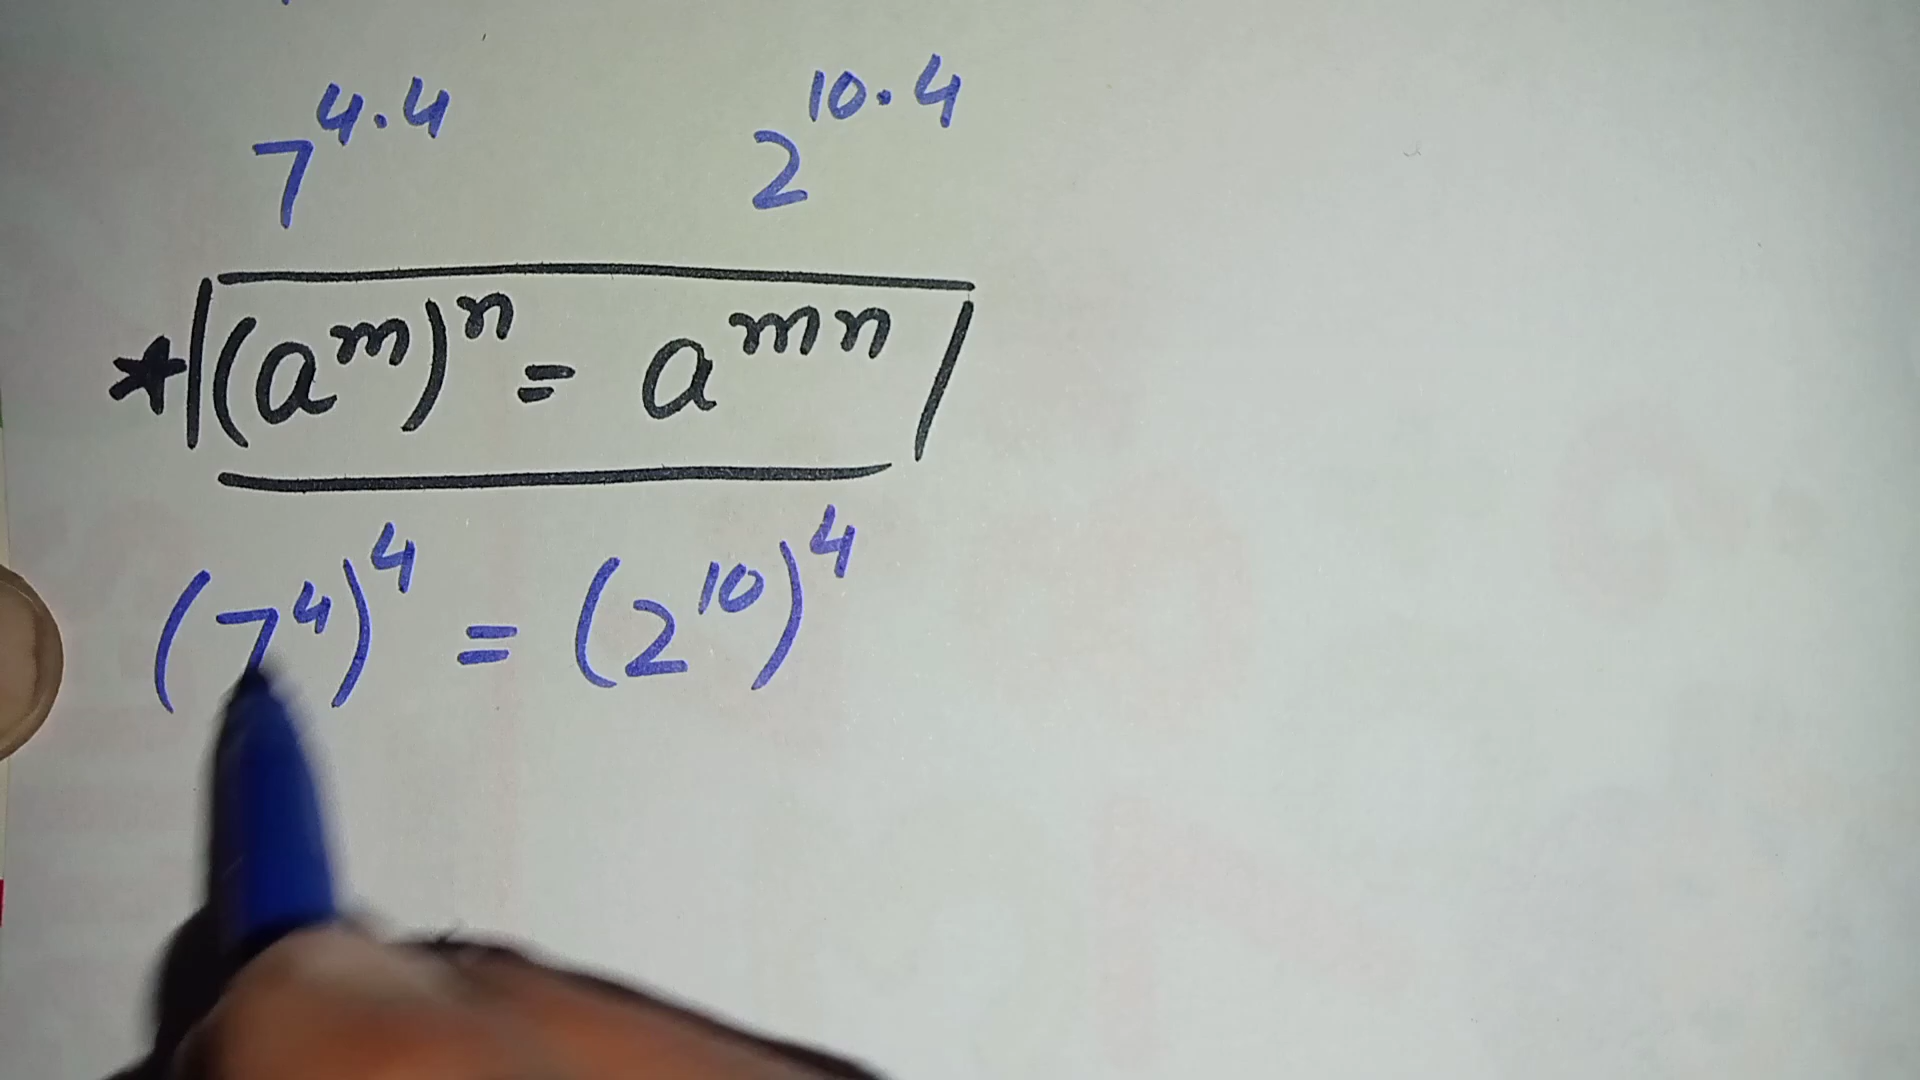 7^{4·4} 2^{10·4}
*|(a^m)^n = a^{mn}|
(7^4)^4 = (2^{10})^4